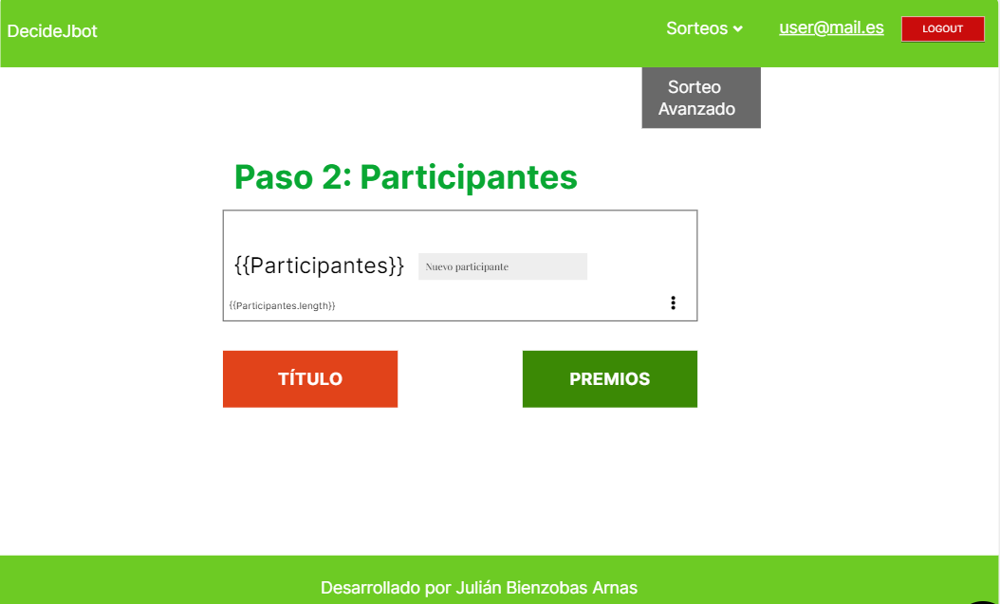 DecideJbot
Sorteos
user@mail.es
LOGOUT
Sorteo
Avanzado
Paso 2: Participantes
{{Participantes}}
Nuevo participante
{{Participantes.length}}
TÍTULO
PREMIOS
Desarrollado por Julián Bienzobas Arnas